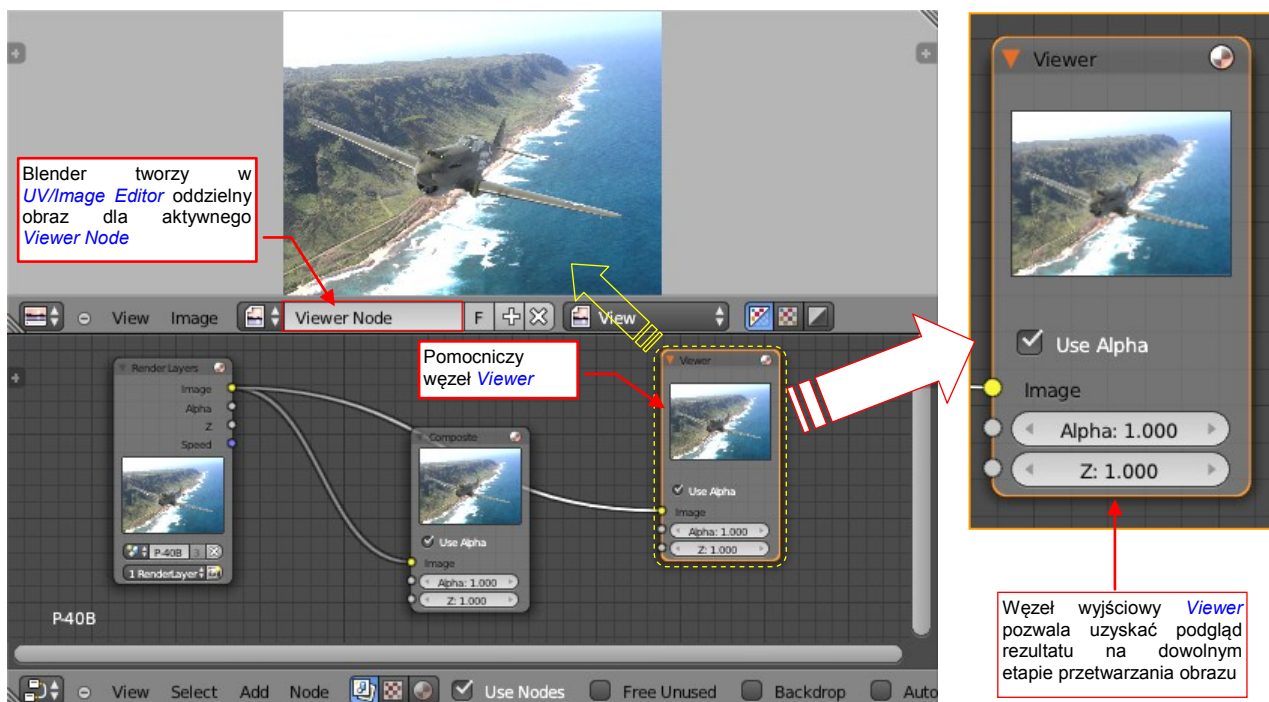 Blender tworzy w
UV/Image Editor oddzielny
obraz dla aktywnego
Viewer Node
View Image Viewer Node F View
Pomocniczy
węzeł Viewer
Render Layers
Image
Alpha
Z
Speed
P-40B 3
1 RenderLayer
P-40B
Composite
Use Alpha
Image
Alpha: 1.000
Z: 1.000
Viewer
Use Alpha
Image
Alpha: 1.000
Z: 1.000
View Select Add Node Use Nodes Free Unused Backdrop Auto
Viewer
Use Alpha
Image
Alpha: 1.000
Z: 1.000
Węzeł wyjściowy Viewer
pozwala uzyskać podgląd
rezultatu na dowolnym
etapie przetwarzania obrazu